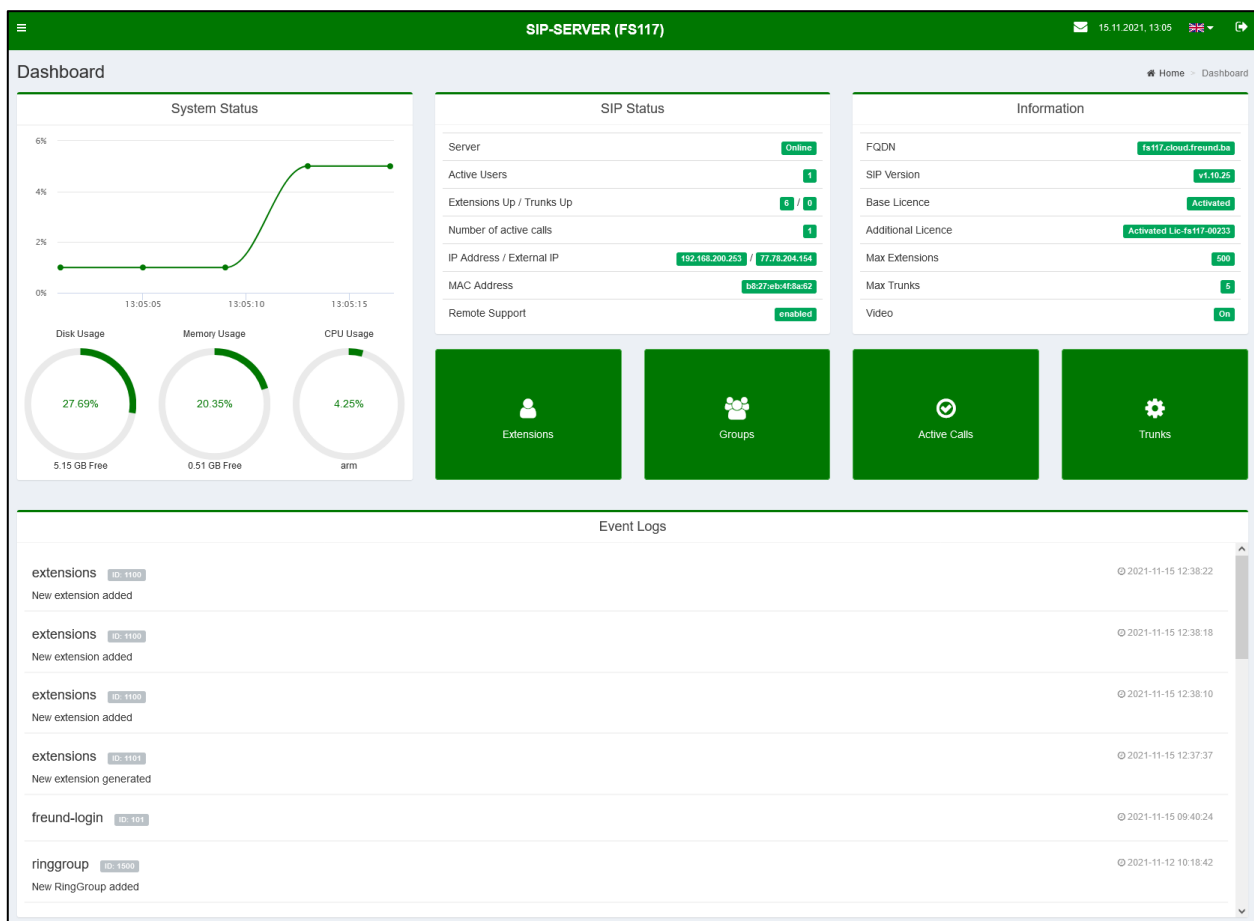 SIP-SERVER (FS117)
15.11.2021, 13:05
Dashboard
Home > Dashboard
System Status
6%
4%
2%
0%
13:05:05 13:05:10 13:05:15
Disk Usage Memory Usage CPU Usage
27.69% 20.35% 4.25%
5.15 GB Free 0.51 GB Free arm
SIP Status
Server Online
Active Users 1
Extensions Up / Trunks Up 6 / 0
Number of active calls 1
IP Address / External IP 192.168.200.253 / 77.78.204.154
MAC Address b8:27:eb:4f:8a:62
Remote Support enabled
Information
FQDN fs117.cloud.freund.ba
SIP Version v1.10.25
Base Licence Activated
Additional Licence Activated Lic-fs117-00233
Max Extensions 500
Max Trunks 5
Video On
Extensions Groups Active Calls Trunks
Event Logs
extensions ID: 1100 2021-11-15 12:38:22
New extension added
extensions ID: 1100 2021-11-15 12:38:18
New extension added
extensions ID: 1100 2021-11-15 12:38:10
New extension added
extensions ID: 1101 2021-11-15 12:37:37
New extension generated
freund-login ID: 101 2021-11-15 09:40:24
ringgroup ID: 1500 2021-11-12 10:18:42
New RingGroup added